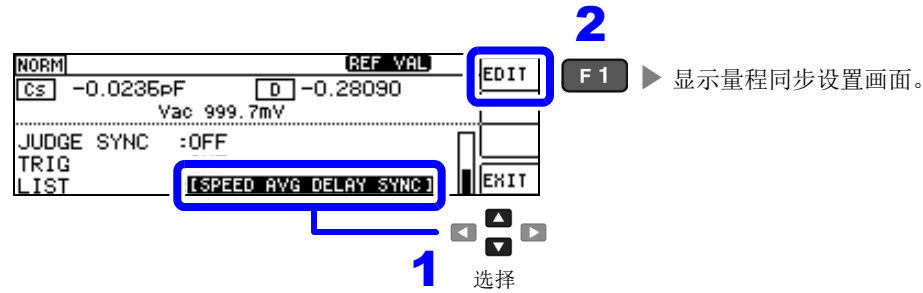 2
NORM REF VAL EDIT F1 ▶ 显示量程同步设置画面。
Cs -0.0236pF D -0.28090
Vac 999.7mV
JUDGE SYNC :OFF
TRIG
LIST [SPEED AVG DELAY SYNC] EXIT
1
选择